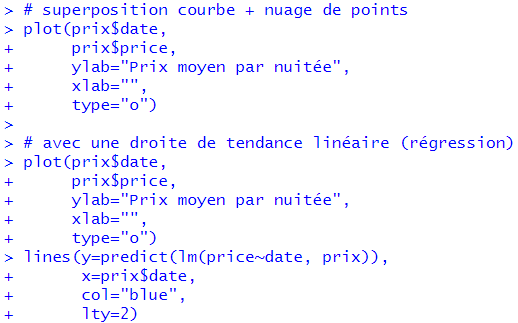 > # superposition courbe + nuage de points
> plot(prix$date,
+      prix$price,
+      ylab="Prix moyen par nuitée",
+      xlab="",
+      type="o")
>
> # avec une droite de tendance linéaire (régression)
> plot(prix$date,
+      prix$price,
+      ylab="Prix moyen par nuitée",
+      xlab="",
+      type="o")
> lines(y=predict(lm(price~date, prix)),
+       x=prix$date,
+       col="blue",
+       lty=2)